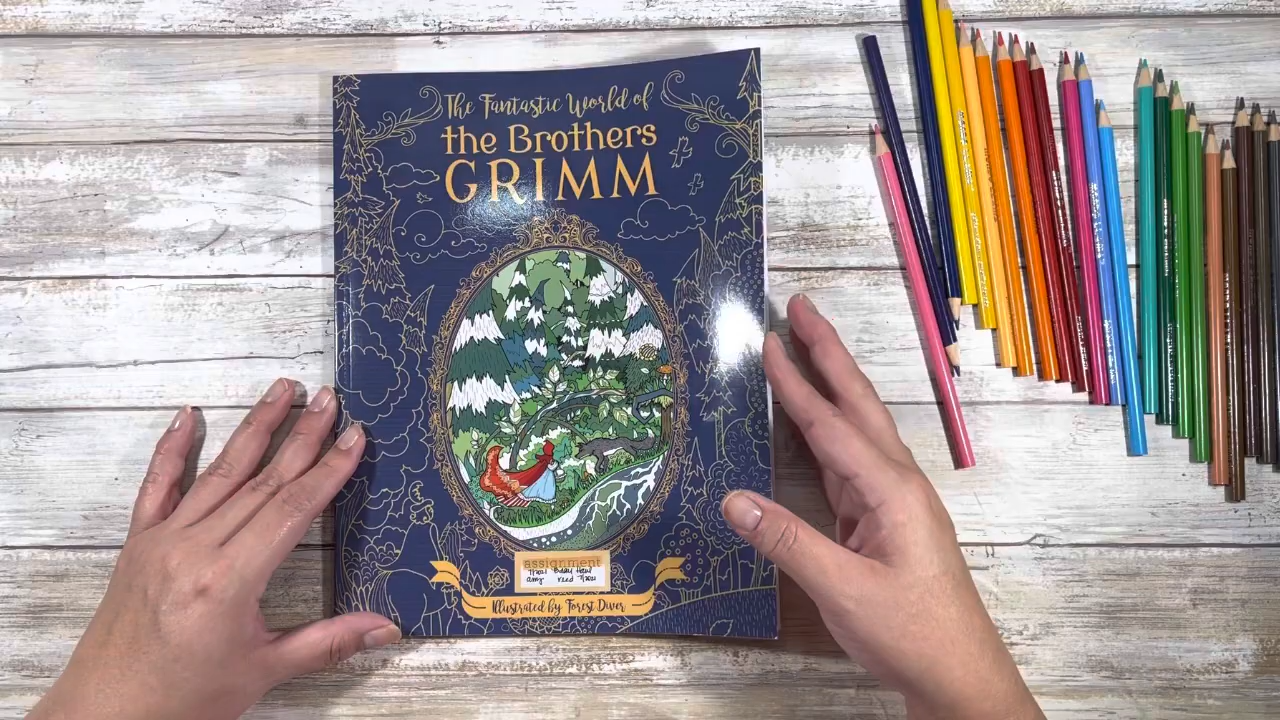 The Fantastic World of
the Brothers
GRIMM
assignment
Illustrated by Forest Diver